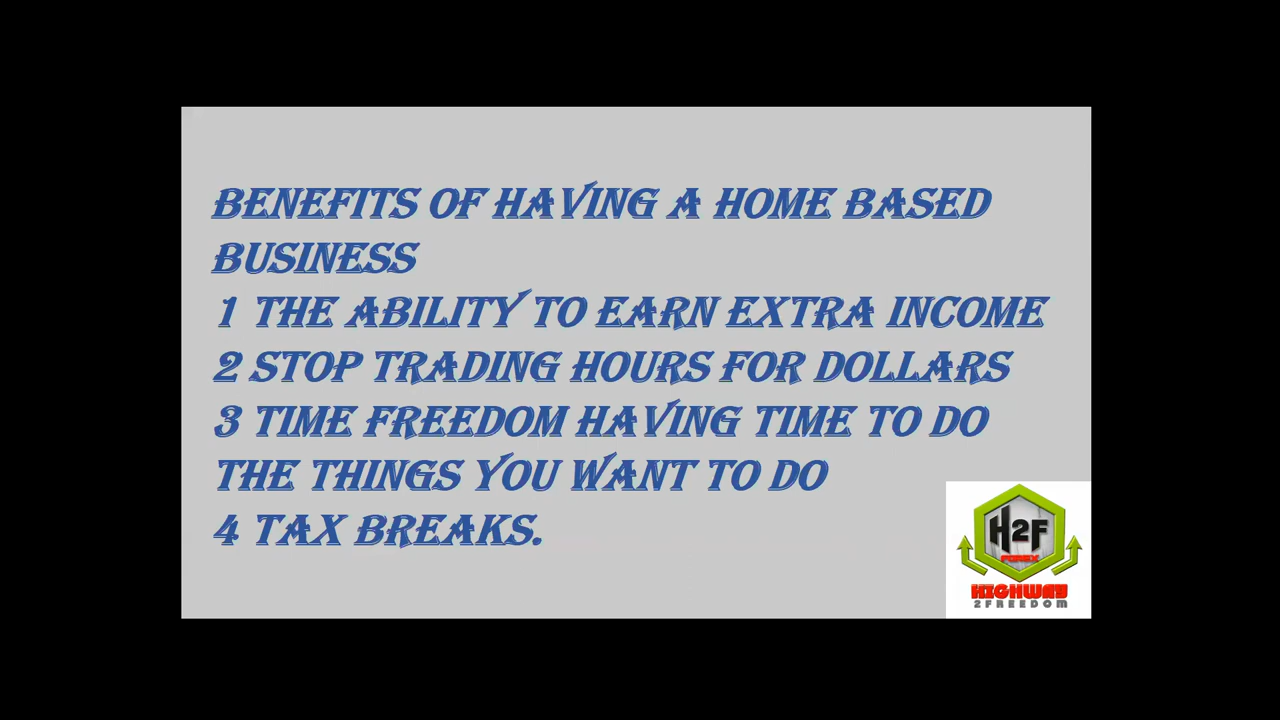 BENEFITS OF HAVING A HOME BASED
BUSINESS
1 THE ABILITY TO EARN EXTRA INCOME
2 STOP TRADING HOURS FOR DOLLARS
3 TIME FREEDOM HAVING TIME TO DO
THE THINGS YOU WANT TO DO
4 TAX BREAKS.
H2F
FOREX
HIGHWAY
2FREEDOM